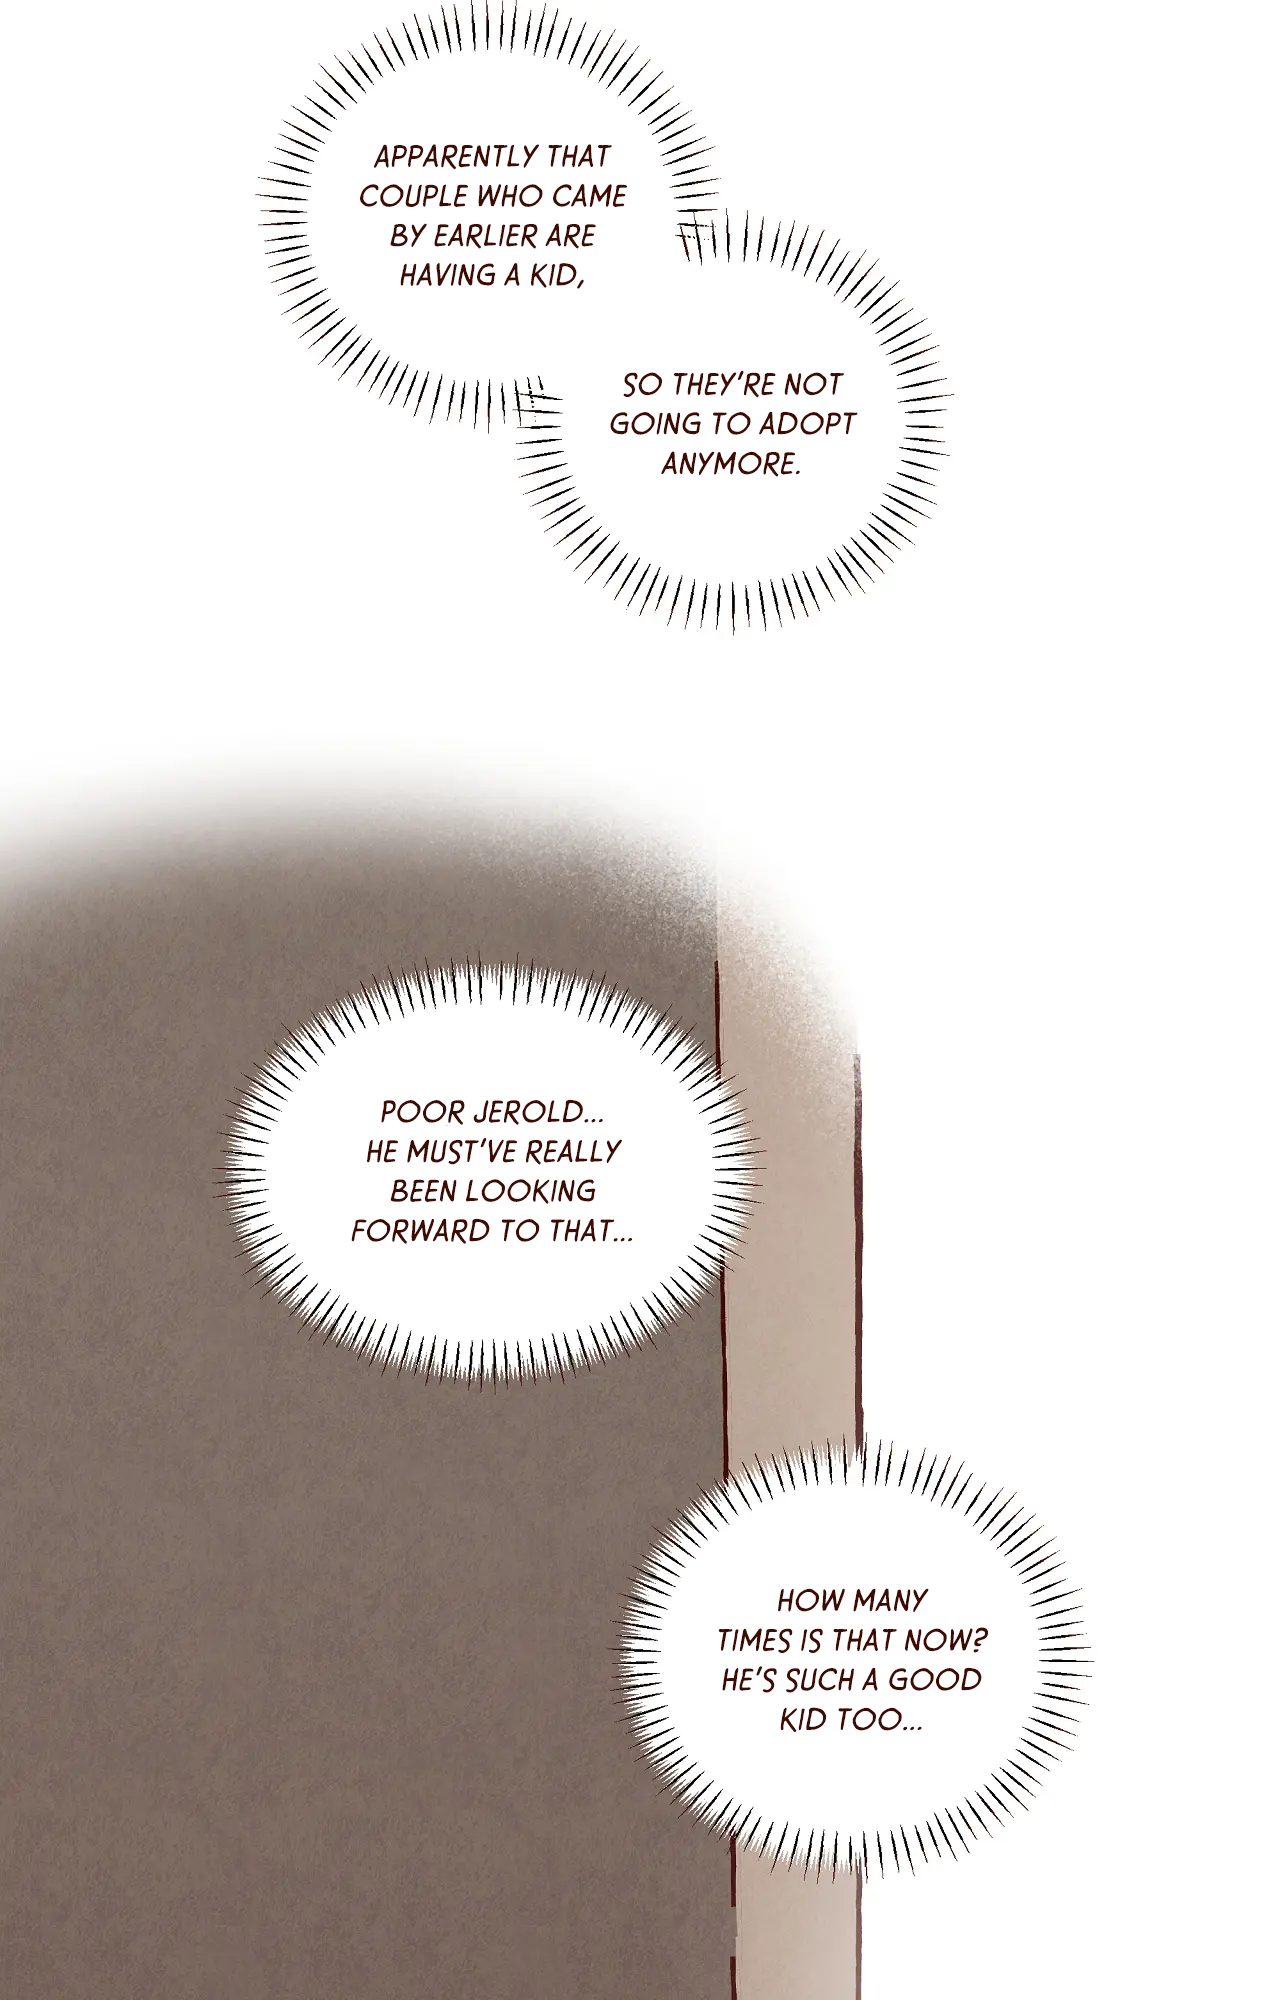 APPARENTLY THAT
COUPLE WHO CAME
BY EARLIER ARE
HAVING A KID,
SO THEY'RE NOT
GOING TO ADOPT
ANYMORE.
POOR JEROLD...
HE MUST'VE REALLY
BEEN LOOKING
FORWARD TO THAT...
HOW MANY
TIMES IS THAT NOW?
HE'S SUCH A GOOD
KID TOO...